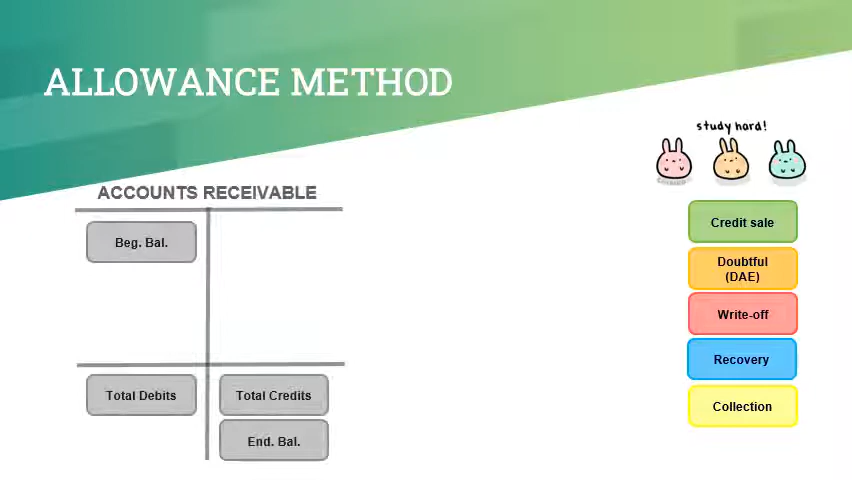 ALLOWANCE METHOD
study hard!
ACCOUNTS RECEIVABLE
Beg. Bal.
Total Debits
Total Credits
End. Bal.
Credit sale
Doubtful
(DAE)
Write-off
Recovery
Collection